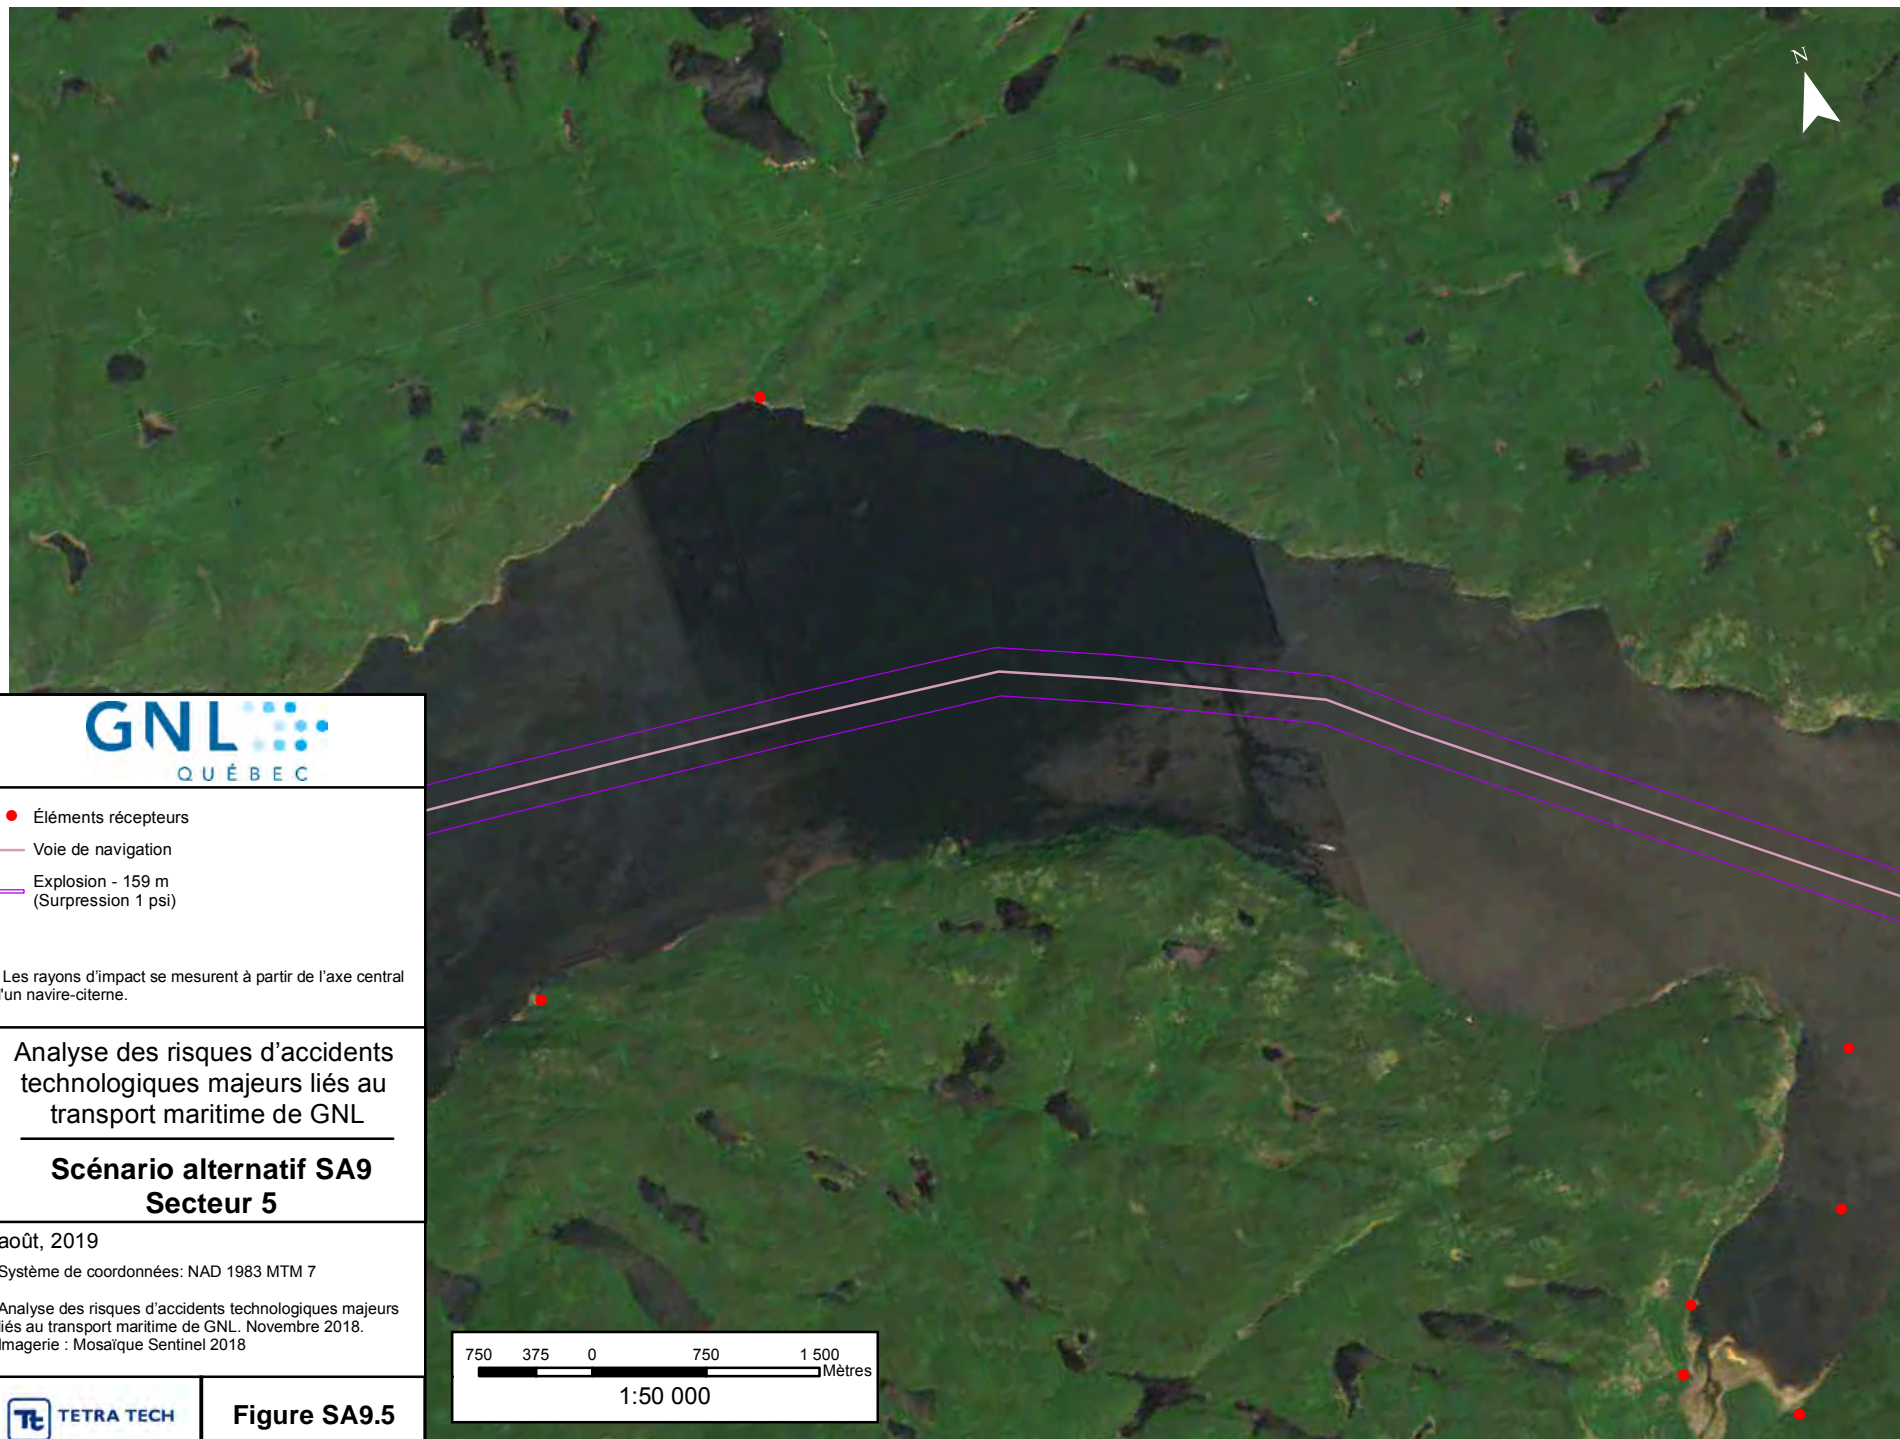 N
GNL
QUÉBEC
Éléments récepteurs
Voie de navigation
Explosion - 159 m
(Surpression 1 psi)
Les rayons d'impact se mesurent à partir de l'axe central
'un navire-citerne.
Analyse des risques d'accidents
technologiques majeurs liés au
transport maritime de GNL
Scénario alternatif SA9
Secteur 5
août, 2019
Système de coordonnées: NAD 1983 MTM 7
Analyse des risques d'accidents technologiques majeurs
liés au transport maritime de GNL. Novembre 2018.
Imagerie : Mosaïque Sentinel 2018
Tt TETRA TECH
Figure SA9.5
750 375 0 750 1 500
Mètres
1:50 000